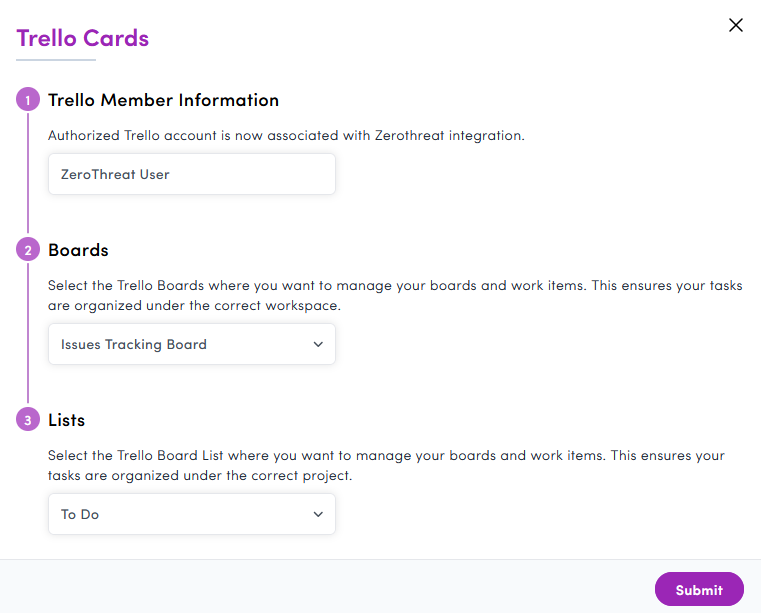 Trello Cards
1 Trello Member Information
Authorized Trello account is now associated with Zerothreat integration.
ZeroThreat User
2 Boards
Select the Trello Boards where you want to manage your boards and work items. This ensures your tasks
are organized under the correct workspace.
Issues Tracking Board
3 Lists
Select the Trello Board List where you want to manage your boards and work items. This ensures your
tasks are organized under the correct project.
To Do
Submit